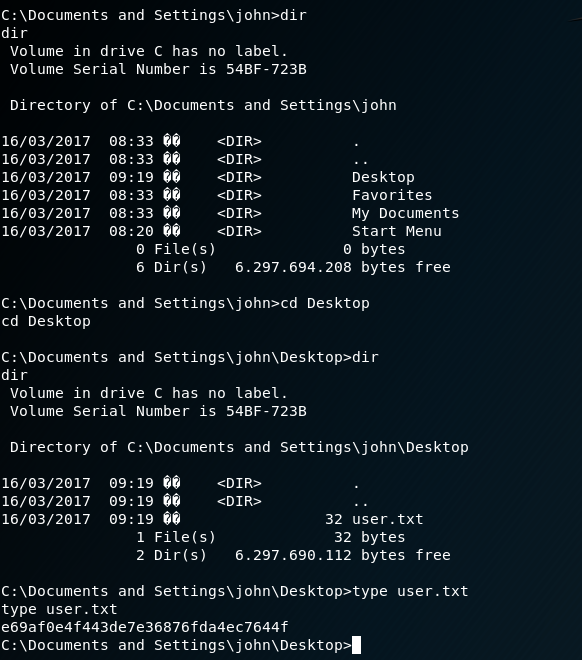 C:\Documents and Settings\john>dir
dir
 Volume in drive C has no label.
 Volume Serial Number is 54BF-723B

 Directory of C:\Documents and Settings\john

16/03/2017  08:33 ��    <DIR>          .
16/03/2017  08:33 ��    <DIR>          ..
16/03/2017  09:19 ��    <DIR>          Desktop
16/03/2017  08:33 ��    <DIR>          Favorites
16/03/2017  08:33 ��    <DIR>          My Documents
16/03/2017  08:20 ��    <DIR>          Start Menu
               0 File(s)              0 bytes
               6 Dir(s)   6.297.694.208 bytes free

C:\Documents and Settings\john>cd Desktop
cd Desktop

C:\Documents and Settings\john\Desktop>dir
dir
 Volume in drive C has no label.
 Volume Serial Number is 54BF-723B

 Directory of C:\Documents and Settings\john\Desktop

16/03/2017  09:19 ��    <DIR>          .
16/03/2017  09:19 ��    <DIR>          ..
16/03/2017  09:19 ��                32 user.txt
               1 File(s)             32 bytes
               2 Dir(s)   6.297.690.112 bytes free

C:\Documents and Settings\john\Desktop>type user.txt
type user.txt
e69af0e4f443de7e36876fda4ec7644f
C:\Documents and Settings\john\Desktop>